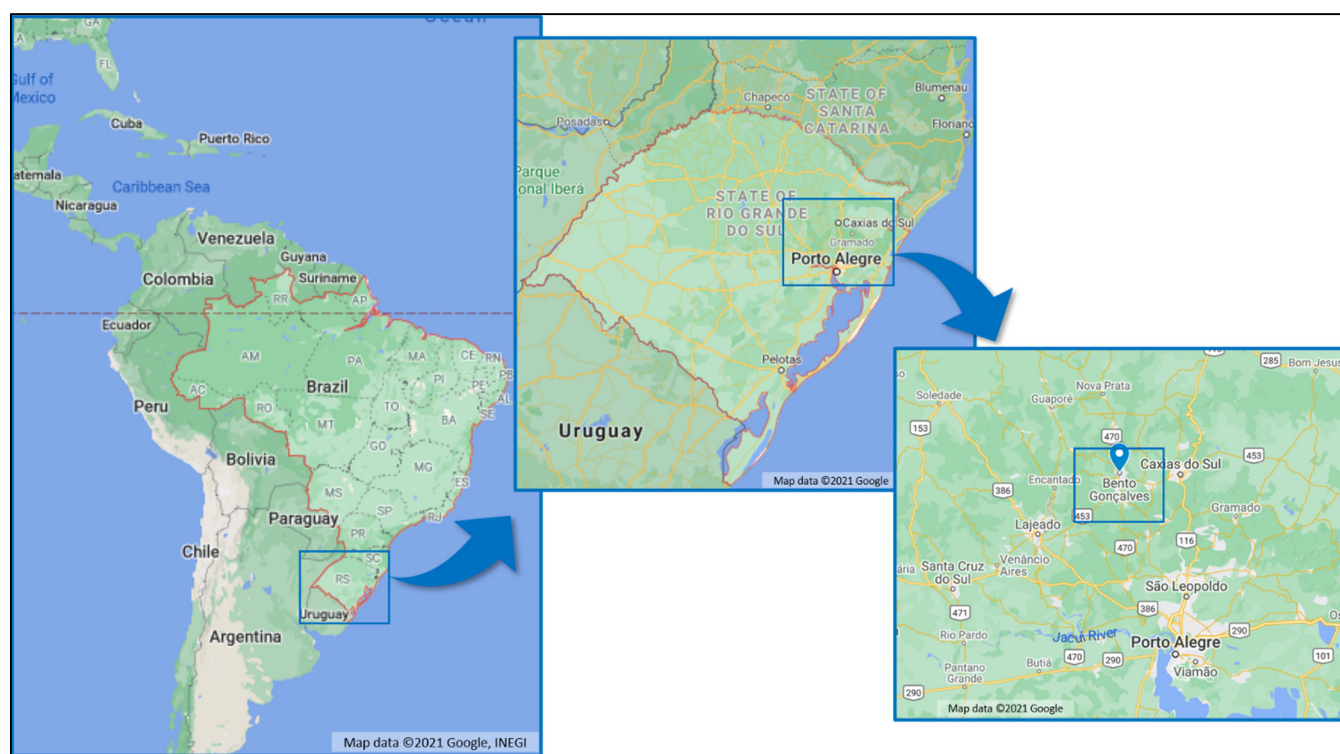 Ocean
GA
LA
FL
Gulf of
Mexico
Cuba
Puerto Rico
atemala
Caribbean Sea
Nicaragua
Venezuela
Guyana
Colombia
Suriname
RR
AP
Ecuador
AM
PA
MA
CE
RN
PB
PI
PE
AL
AC
Brazil
TO
SE
Peru
RO
BA
MT
GO
Bolivia
MG
MS
ES
SP
RJ
Paraguay
PR
Chile
SC
RS
Uruguay
Argentina
Map data ©2021 Google, INEGI
Chapecó
STATE OF
SANTA
CATARINA
Blumenau
Posadas
Florianó
Parque
onal Iberá
STATE OF
RIO GRANDE
DO SUL
Caxias do Sul
Gramado
Porto Alegre
Pelotas
Uruguay
Map data ©2021 Google
285
Bom Jesus
Nova Prata
Soledade
Guaporé
153
470
453
Caxias do Sul
Encantado
Bento
Gonçalves
386
Gramado
453
Lajeado
116
470
Venâncio
Aires
ária
Santa Cruz
do Sul
São Leopoldo
471
386
Os
Rio Pardo
Jacuí River
290
Porto Alegre
470
290
101
Butiá
Viamão
Pantano
Grande
290
Map data ©2021 Google